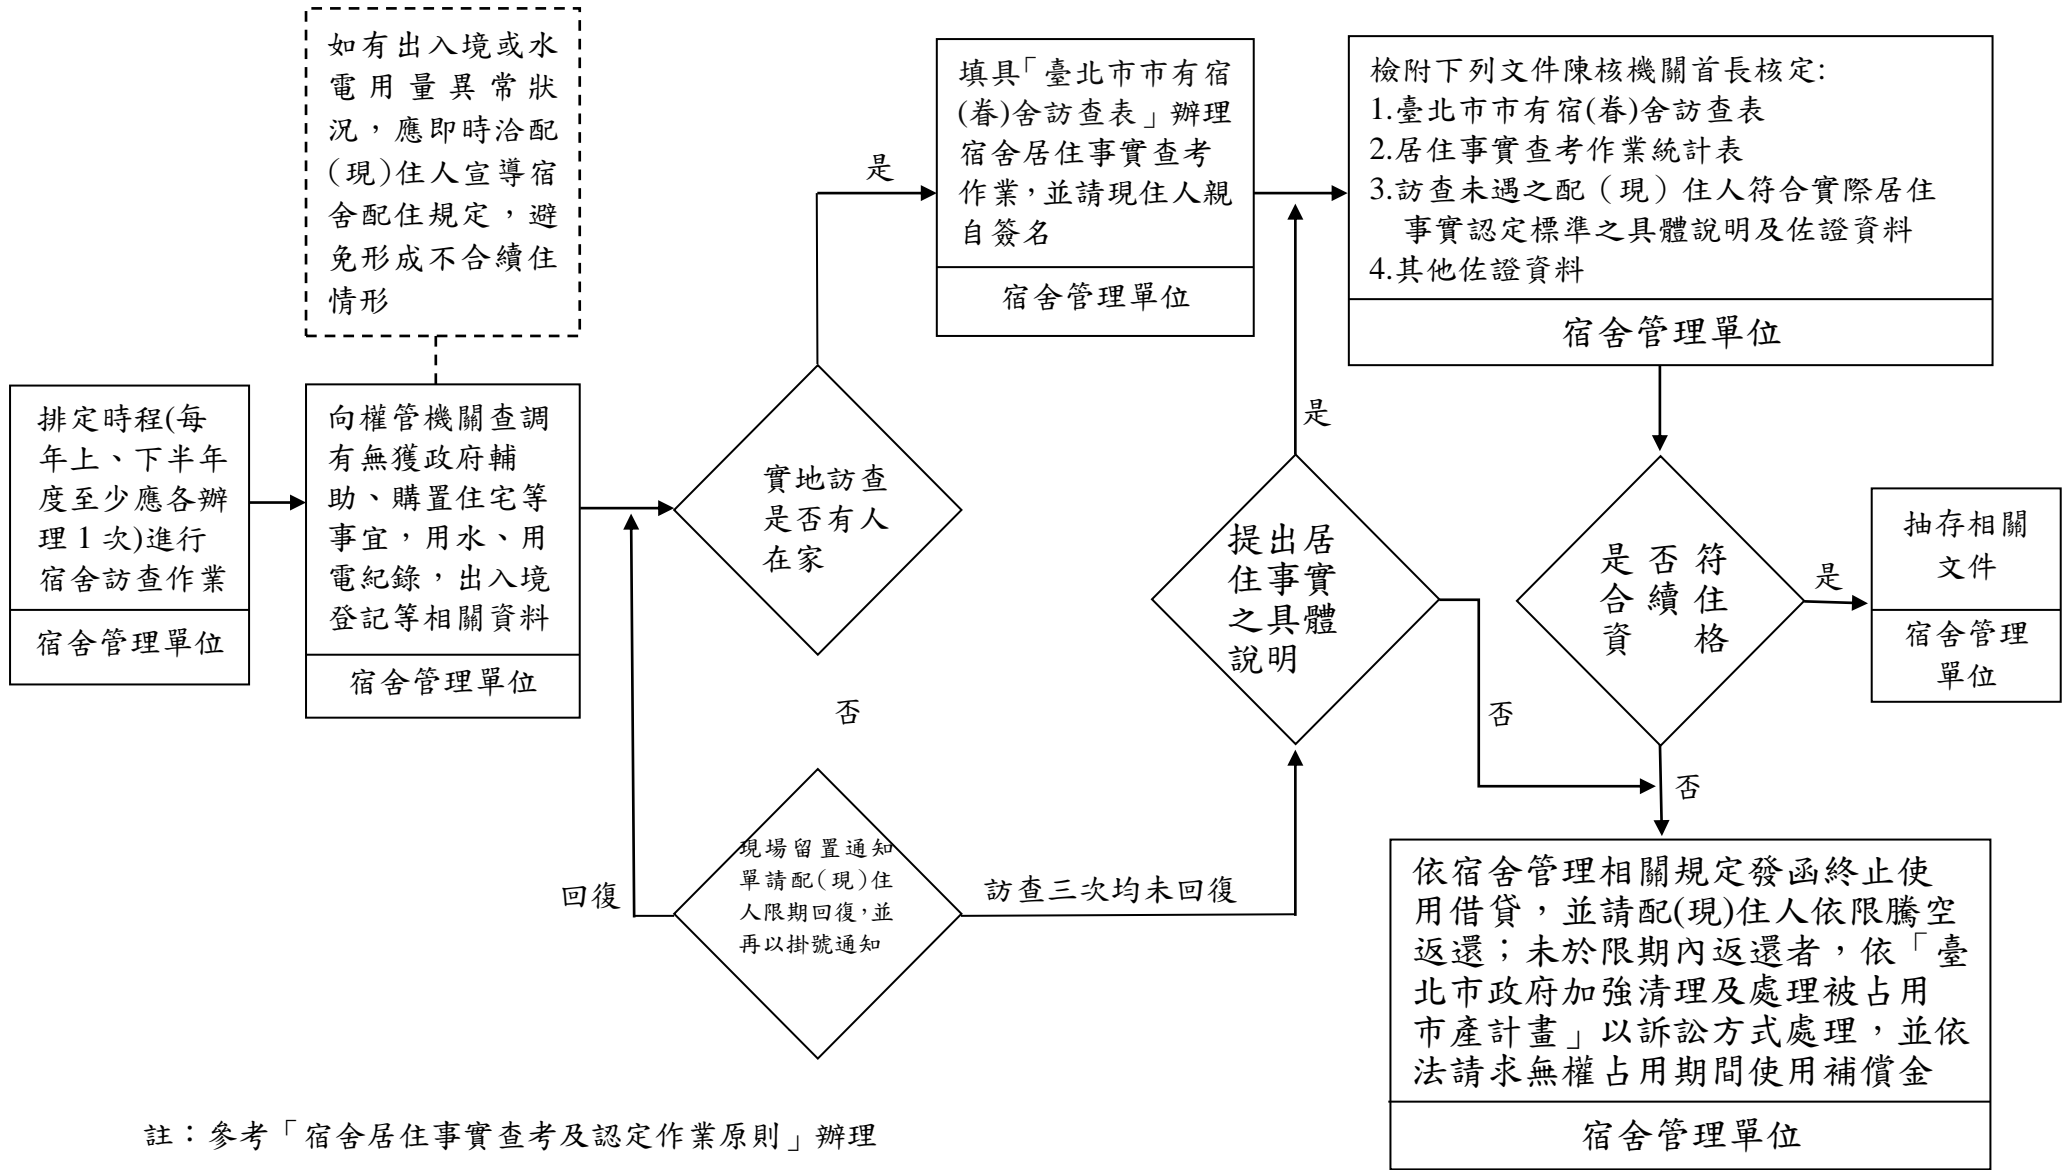 如有出入境或水
電用量異常狀
況，應即時洽配
(現)住人宣導宿
舍配住規定，避
免形成不合續住
情形
排定時程(每
年上、下半年
度至少應各辦
理 1 次)進行
宿舍訪查作業
宿舍管理單位
向權管機關查調
有無獲政府輔
助、購置住宅等
事宜，用水、用
電紀錄，出入境
登記等相關資料
宿舍管理單位
實地訪查
是否有人
在家
是
否
填具「臺北市市有宿
(眷)舍訪查表」辦理
宿舍居住事實查考
作業，並請現住人親
自簽名
宿舍管理單位
現場留置通知
單請配(現)住
人限期回復，並
再以掛號通知
回復
訪查三次均未回復
提出居
住事實
之具體
說明
是
否
檢附下列文件陳核機關首長核定:
1.臺北市市有宿(眷)舍訪查表
2.居住事實查考作業統計表
3.訪查未遇之配（現）住人符合實際居住
事實認定標準之具體說明及佐證資料
4.其他佐證資料
宿舍管理單位
是否符
合續住
資格
是
否
抽存相關
文件
宿舍管理
單位
依宿舍管理相關規定發函終止使
用借貸，並請配(現)住人依限騰空
返還；未於限期內返還者，依「臺
北市政府加強清理及處理被占用
市產計畫」以訴訟方式處理，並依
法請求無權占用期間使用補償金
宿舍管理單位
註：參考「宿舍居住事實查考及認定作業原則」辦理